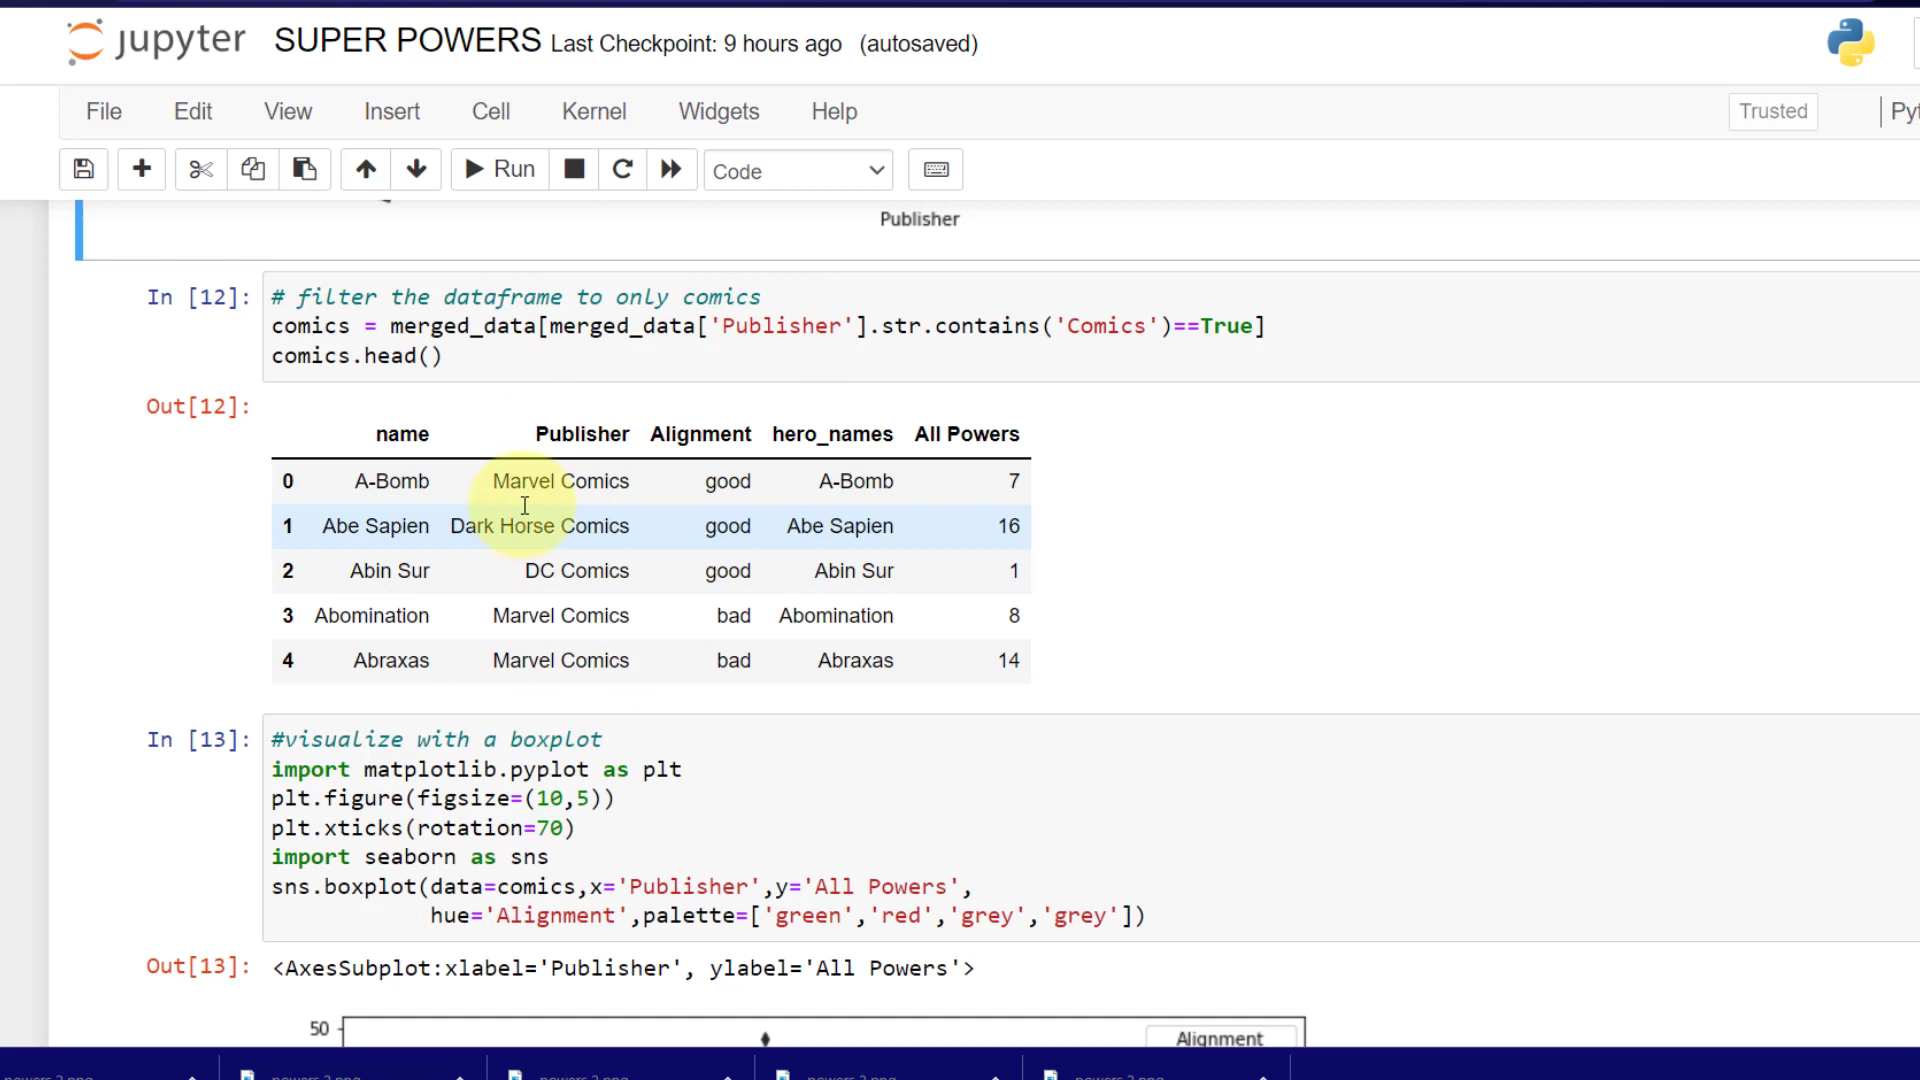 jupyter SUPER POWERS Last Checkpoint: 9 hours ago (autosaved)
File Edit View Insert Cell Kernel Widgets Help Trusted
Run Code
Publisher
In [12]: # filter the dataframe to only comics
comics = merged_data[merged_data['Publisher'].str.contains('Comics')==True]
comics.head()
Out[12]:
name Publisher Alignment hero_names All Powers
0 A-Bomb Marvel Comics good A-Bomb 7
1 Abe Sapien Dark Horse Comics good Abe Sapien 16
2 Abin Sur DC Comics good Abin Sur 1
3 Abomination Marvel Comics bad Abomination 8
4 Abraxas Marvel Comics bad Abraxas 14
In [13]: #visualize with a boxplot
import matplotlib.pyplot as plt
plt.figure(figsize=(10,5))
plt.xticks(rotation=70)
import seaborn as sns
sns.boxplot(data=comics,x='Publisher',y='All Powers',
hue='Alignment',palette=['green','red','grey','grey'])
Out[13]: <AxesSubplot:xlabel='Publisher', ylabel='All Powers'>
50 Alignment